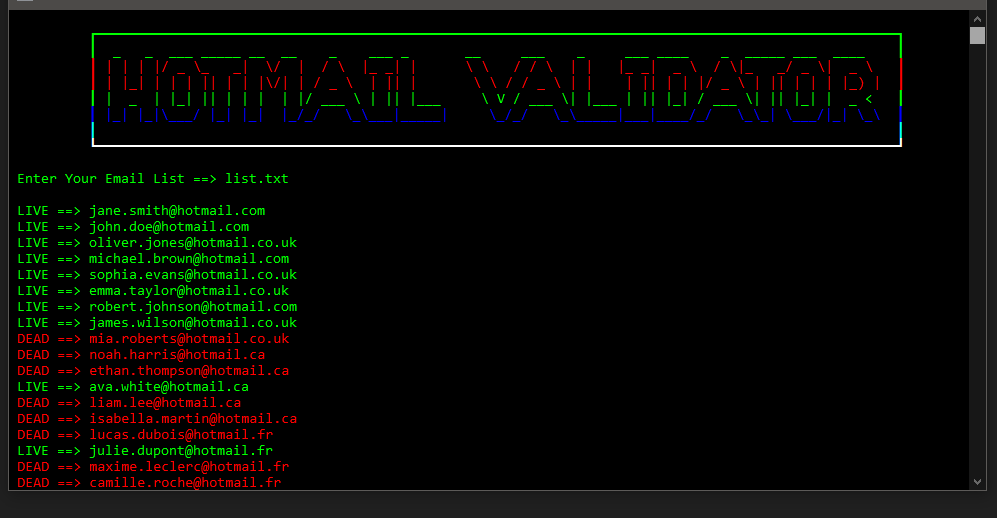 HOTMAIL VALIDATOR
Enter Your Email List ==> list.txt
LIVE ==> jane.smith@hotmail.com
LIVE ==> john.doe@hotmail.com
LIVE ==> oliver.jones@hotmail.co.uk
LIVE ==> michael.brown@hotmail.com
LIVE ==> sophia.evans@hotmail.co.uk
LIVE ==> emma.taylor@hotmail.co.uk
LIVE ==> robert.johnson@hotmail.com
LIVE ==> james.wilson@hotmail.co.uk
DEAD ==> mia.roberts@hotmail.co.uk
DEAD ==> noah.harris@hotmail.ca
DEAD ==> ethan.thompson@hotmail.ca
LIVE ==> ava.white@hotmail.ca
DEAD ==> liam.lee@hotmail.ca
DEAD ==> isabella.martin@hotmail.ca
DEAD ==> lucas.dubois@hotmail.fr
LIVE ==> julie.dupont@hotmail.fr
DEAD ==> maxime.leclerc@hotmail.fr
DEAD ==> camille.roche@hotmail.fr